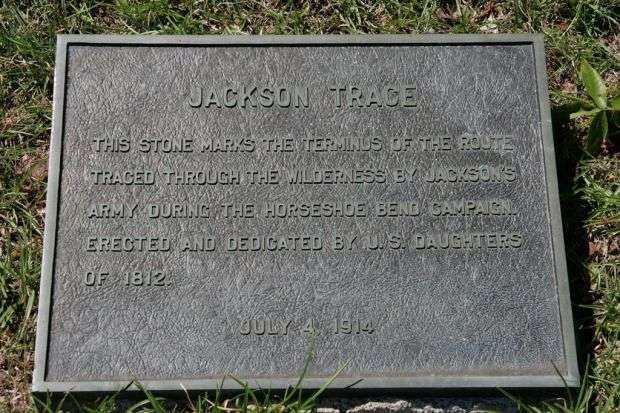 JACKSON TRACE
THIS STONE MARKS THE TERMINUS OF THE ROUTE
TRACED THROUGH THE WILDERNESS BY JACKSON'S
ARMY DURING THE HORSESHOE BEND CAMPAIGN.
ERECTED AND DEDICATED BY U.S. DAUGHTERS
OF 1812.
JULY 4 1914